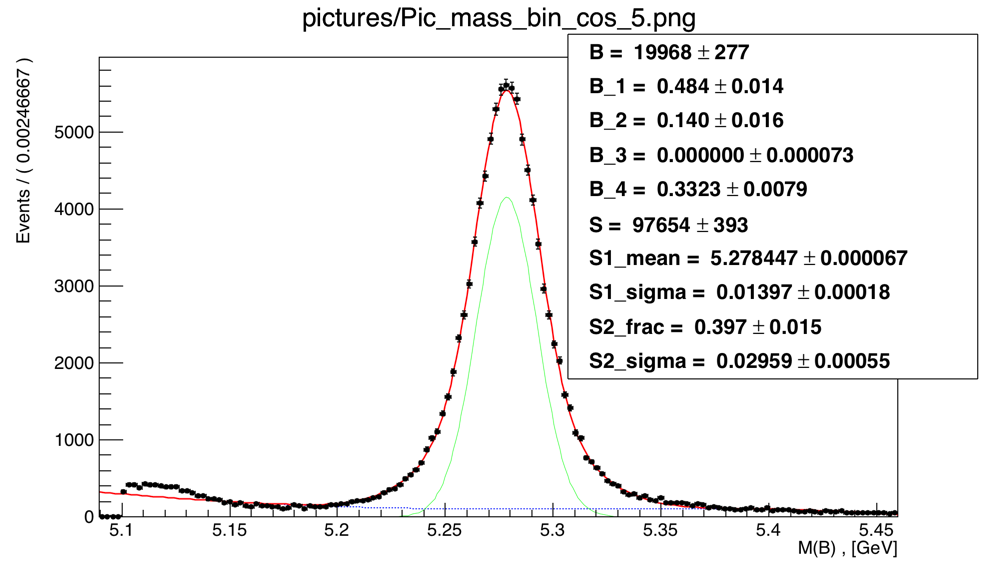 pictures/Pic_mass_bin_cos_5.png
B = 19968 ± 277
B_1 = 0.484 ± 0.014
B_2 = 0.140 ± 0.016
B_3 = 0.000000 ± 0.000073
B_4 = 0.3323 ± 0.0079
S = 97654 ± 393
S1_mean = 5.278447 ± 0.000067
S1_sigma = 0.01397 ± 0.00018
S2_frac = 0.397 ± 0.015
S2_sigma = 0.02959 ± 0.00055
Events / ( 0.00246667 )
5000
4000
3000
2000
1000
0
5.1 5.15 5.2 5.25 5.3 5.35 5.4 5.45
M(B) , [GeV]